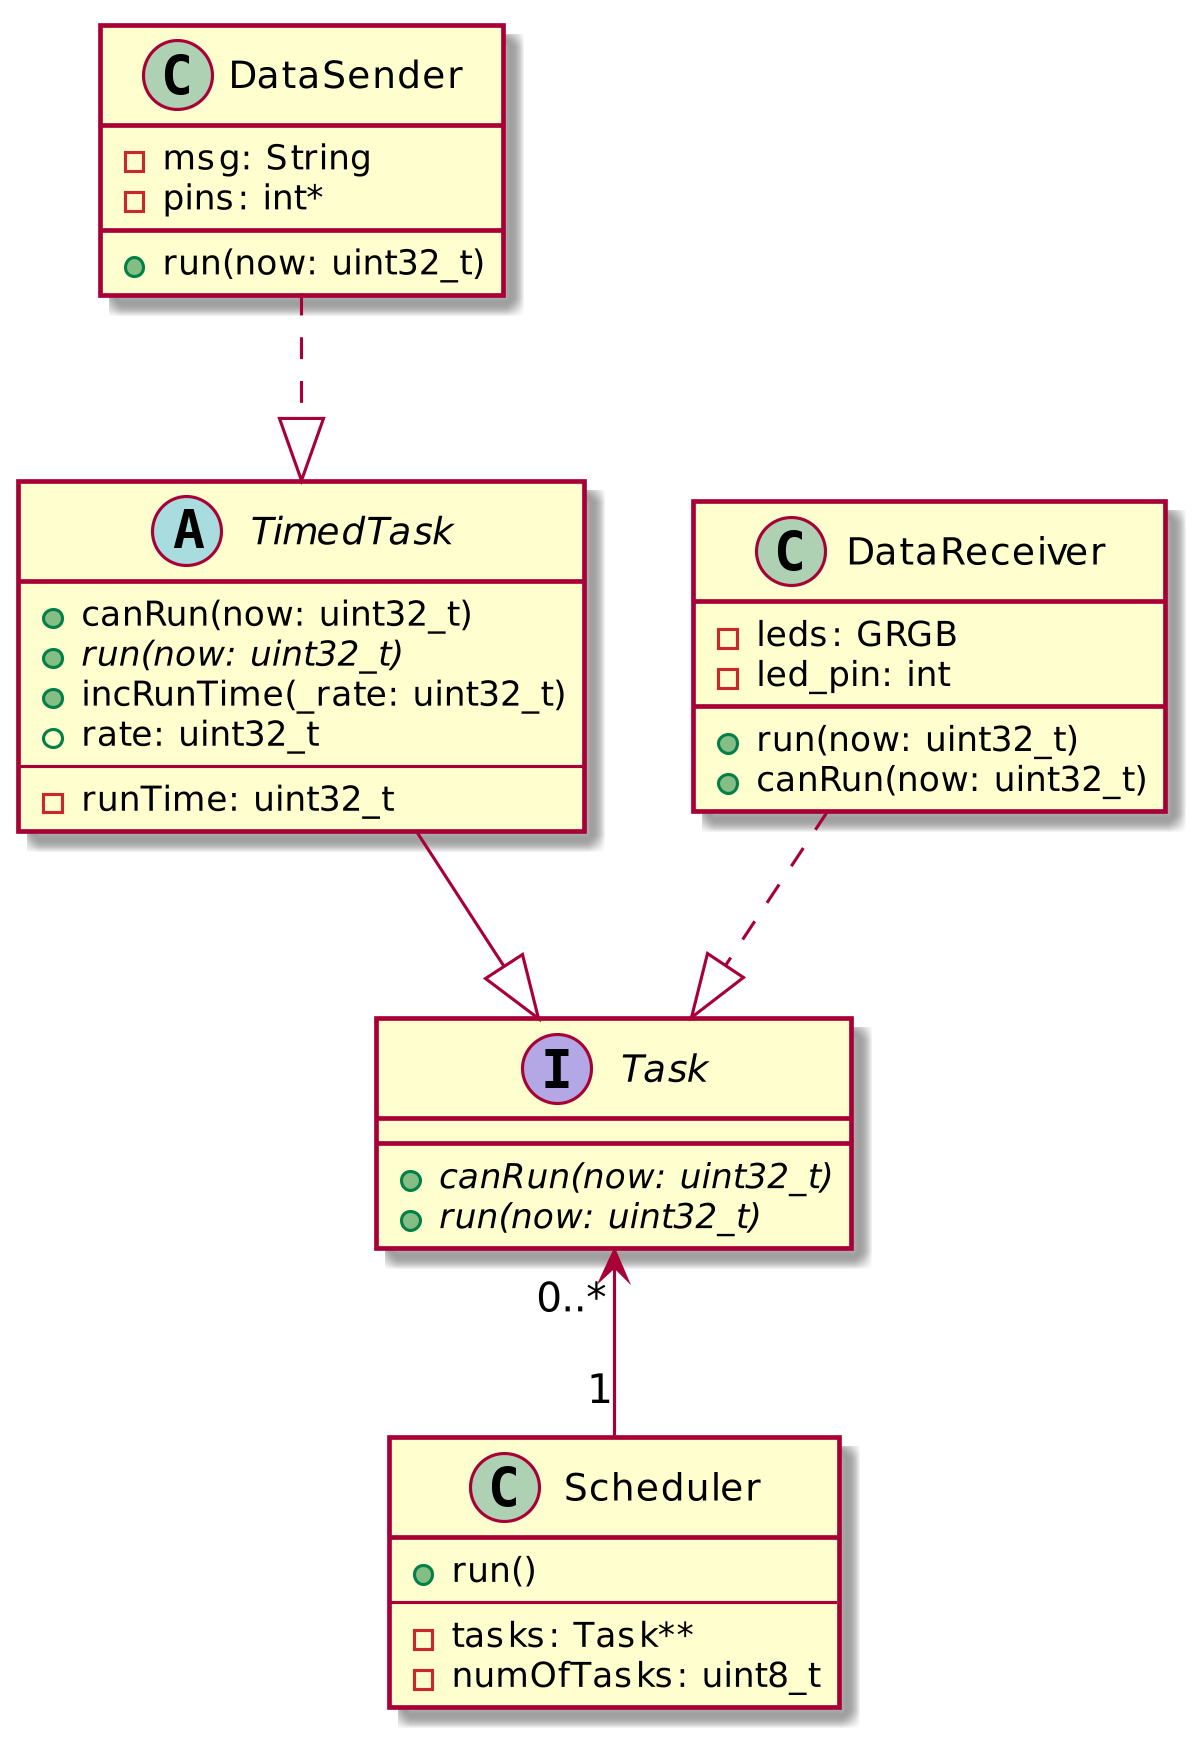 C DataSender
msg: String
pins: int*
run(now: uint32_t)
A TimedTask
canRun(now: uint32_t)
run(now: uint32_t)
incRunTime(_rate: uint32_t)
rate: uint32_t
runTime: uint32_t
C DataReceiver
leds: GRGB
led_pin: int
run(now: uint32_t)
canRun(now: uint32_t)
I Task
canRun(now: uint32_t)
run(now: uint32_t)
0..*
1
C Scheduler
run()
tasks: Task**
numOfTasks: uint8_t